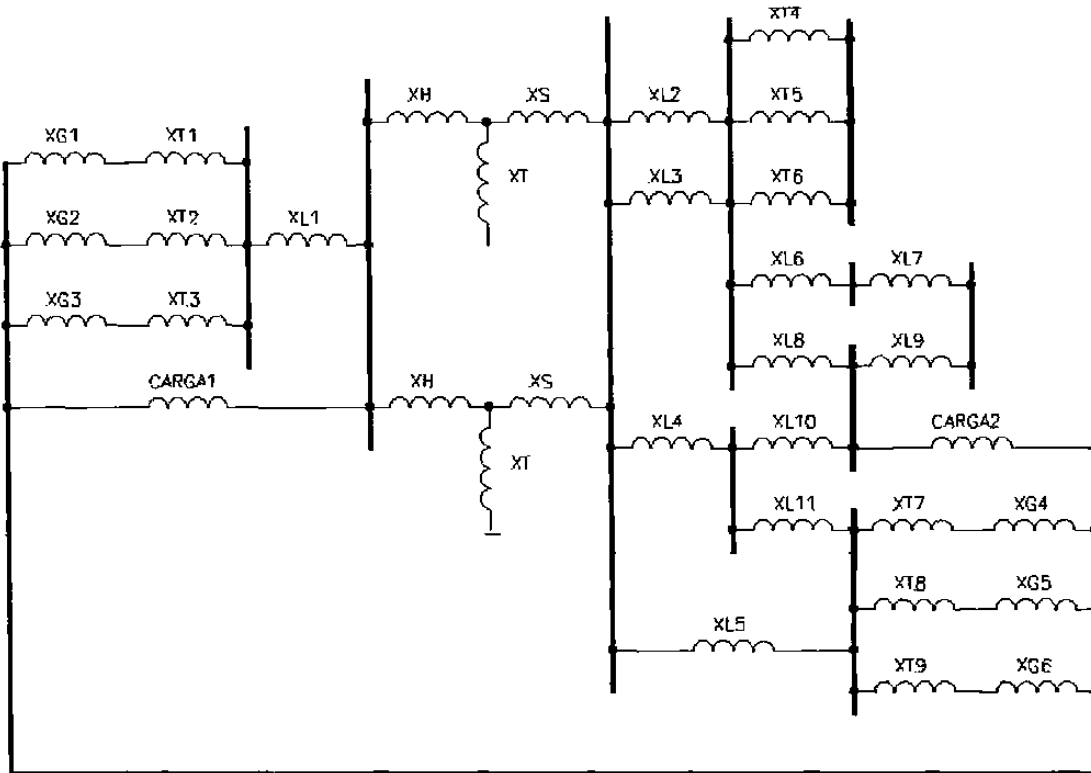 XT4
XH
XS
XL2
XT5
XG1
XT1
XT
XL3
XT6
XG2
XT2
XL1
XL6
XL7
XG3
XT3
XL8
XL9
CARGA1
XH
XS
XL4
XL10
CARGA2
XT
XL11
XT7
XG4
XT8
XG5
XL5
XT9
XG6